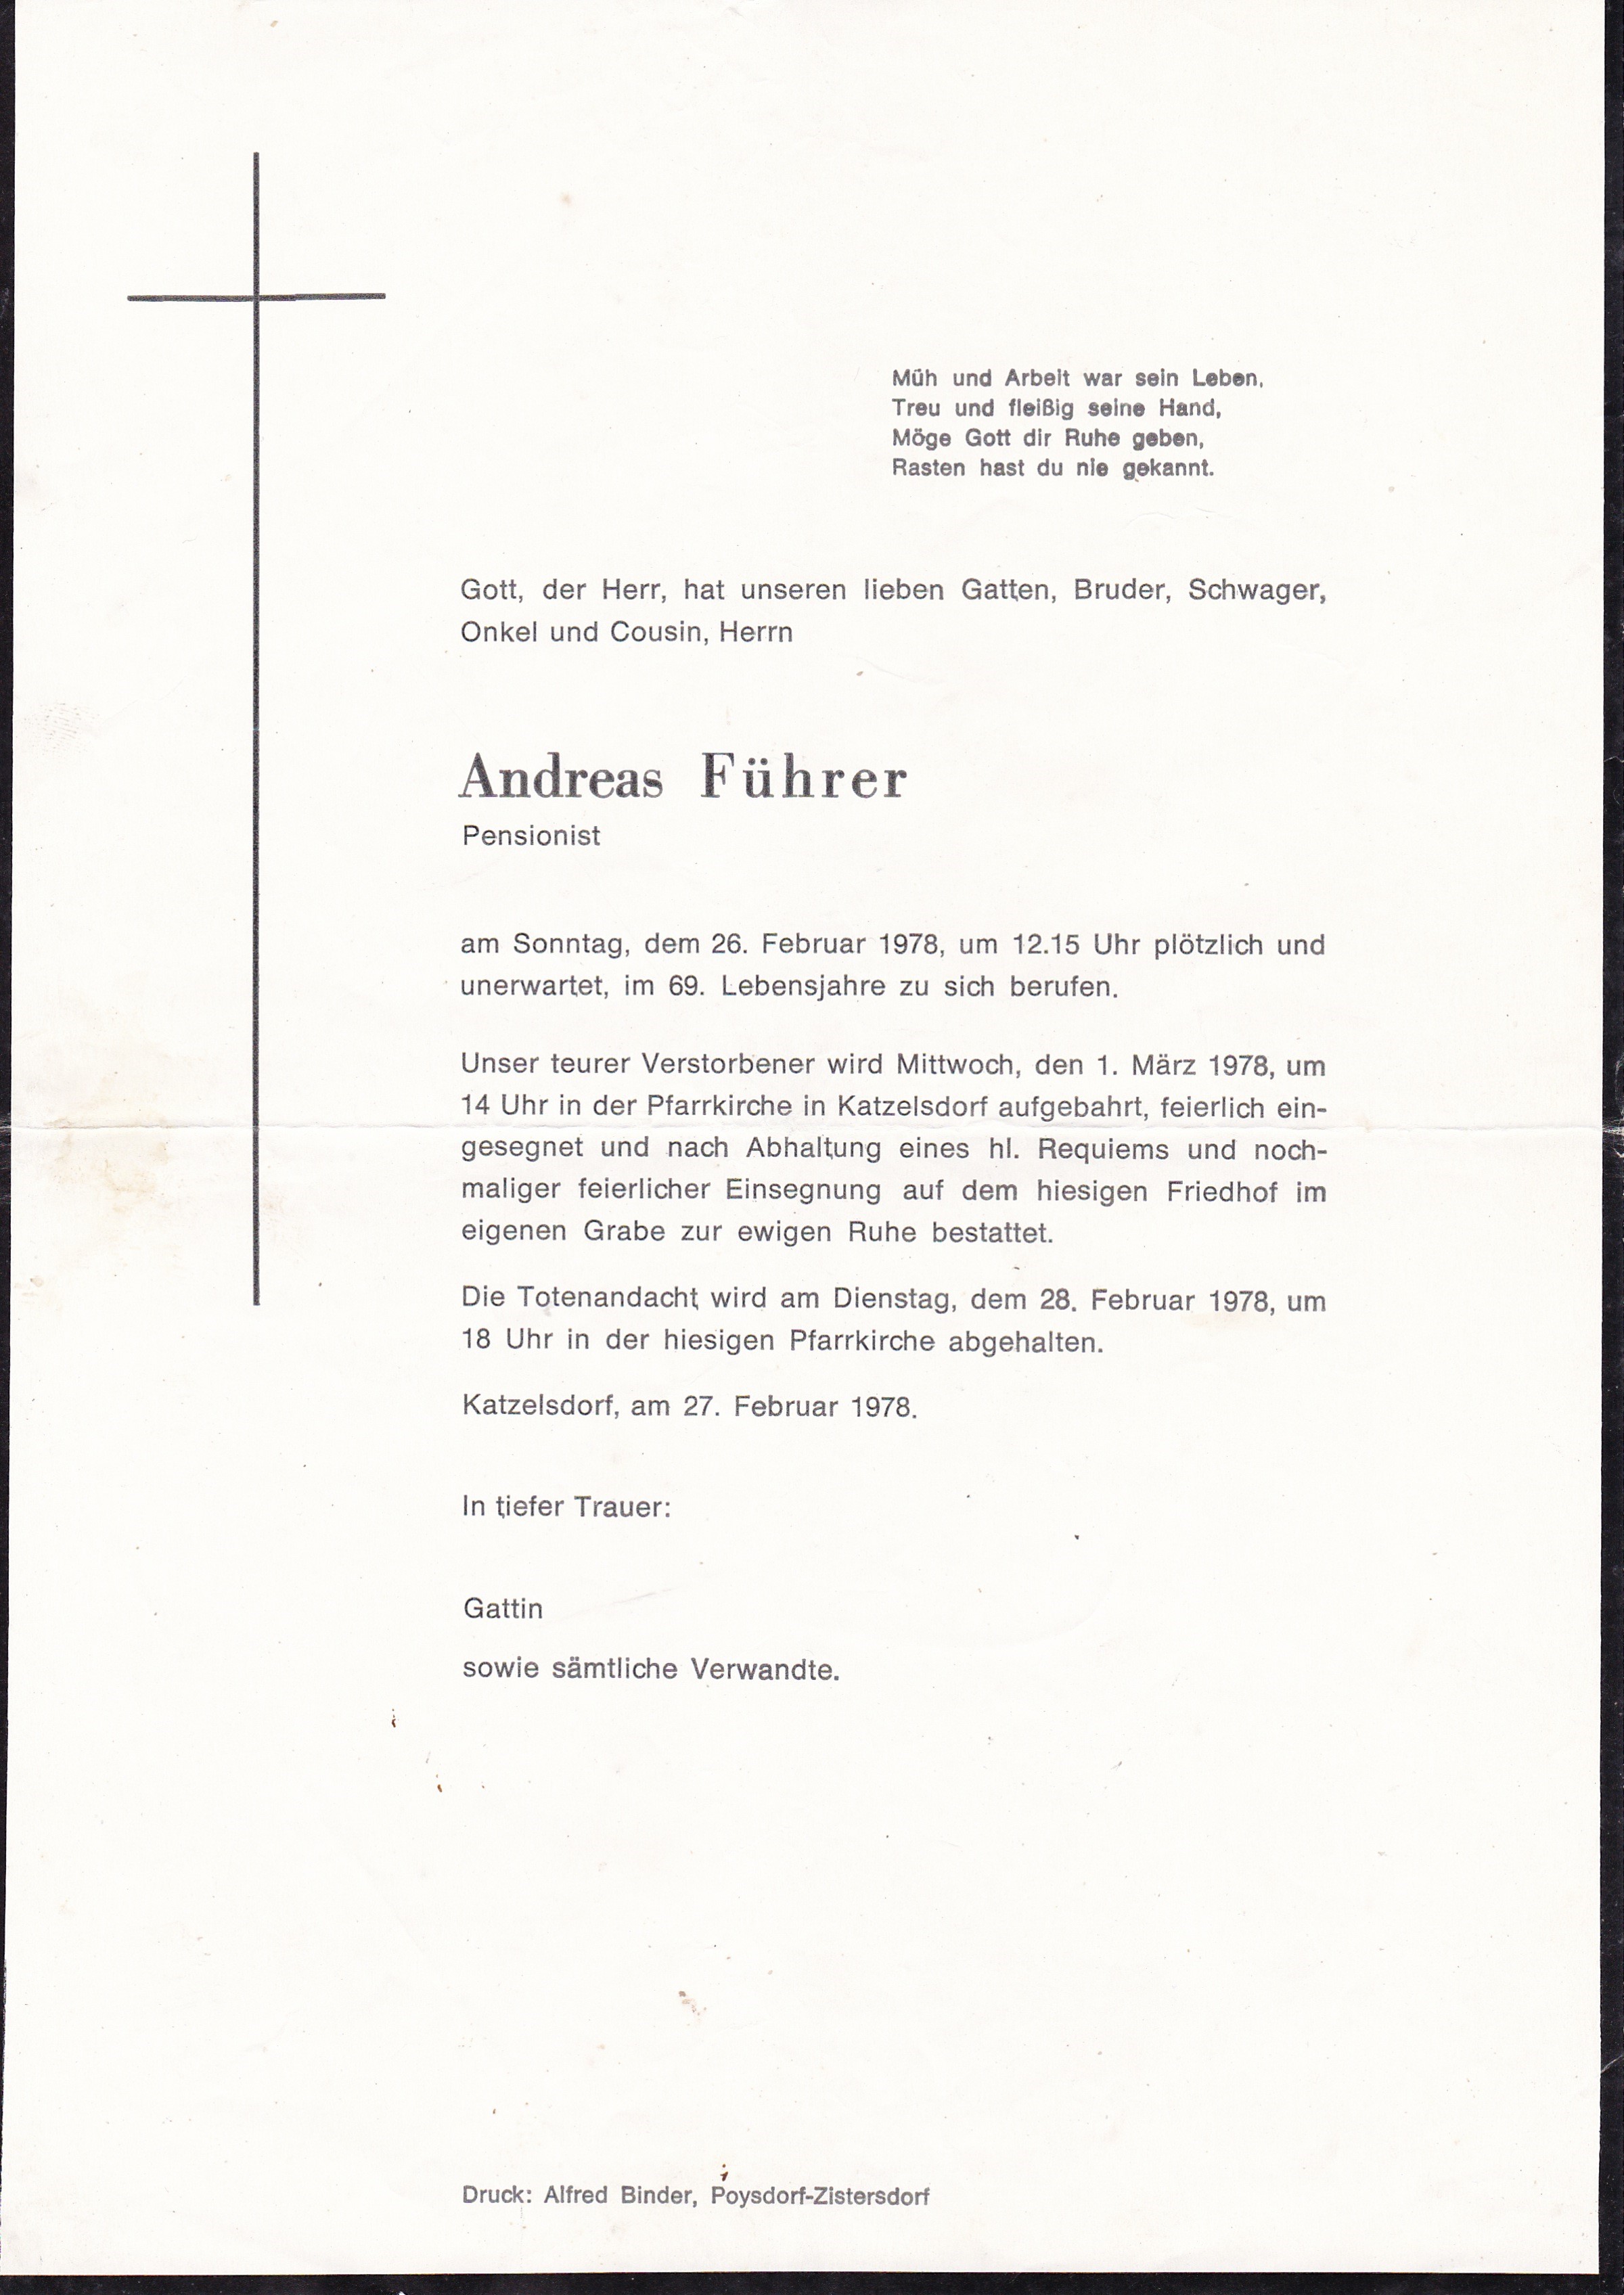 Müh und Arbeit war sein Leben,
Treu und fleißig seine Hand,
Möge Gott dir Ruhe geben,
Rasten hast du nie gekannt.
Gott, der Herr, hat unseren lieben Gatten, Bruder, Schwager,
Onkel und Cousin, Herrn
Andreas Führer
Pensionist
am Sonntag, dem 26. Februar 1978, um 12.15 Uhr plötzlich und
unerwartet, im 69. Lebensjahre zu sich berufen.
Unser teurer Verstorbener wird Mittwoch, den 1. März 1978, um
14 Uhr in der Pfarrkirche in Katzelsdorf aufgebahrt, feierlich ein-
gesegnet und nach Abhaltung eines hl. Requiems und noch-
maliger feierlicher Einsegnung auf dem hiesigen Friedhof im
eigenen Grabe zur ewigen Ruhe bestattet.
Die Totenandacht wird am Dienstag, dem 28. Februar 1978, um
18 Uhr in der hiesigen Pfarrkirche abgehalten.
Katzelsdorf, am 27. Februar 1978.
In tiefer Trauer:
Gattin
sowie sämtliche Verwandte.
Druck: Alfred Binder, Poysdorf-Zistersdorf